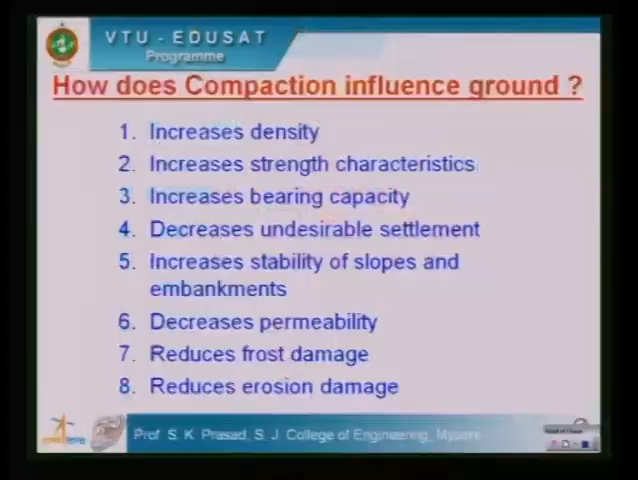 VTU - EDUSAT
Programme
How does Compaction influence ground ?
1. Increases density
2. Increases strength characteristics
3. Increases bearing capacity
4. Decreases undesirable settlement
5. Increases stability of slopes and
embankments
6. Decreases permeability
7. Reduces frost damage
8. Reduces erosion damage
Prof S. K. Prasad, S. J. College of Engineering, Mysore